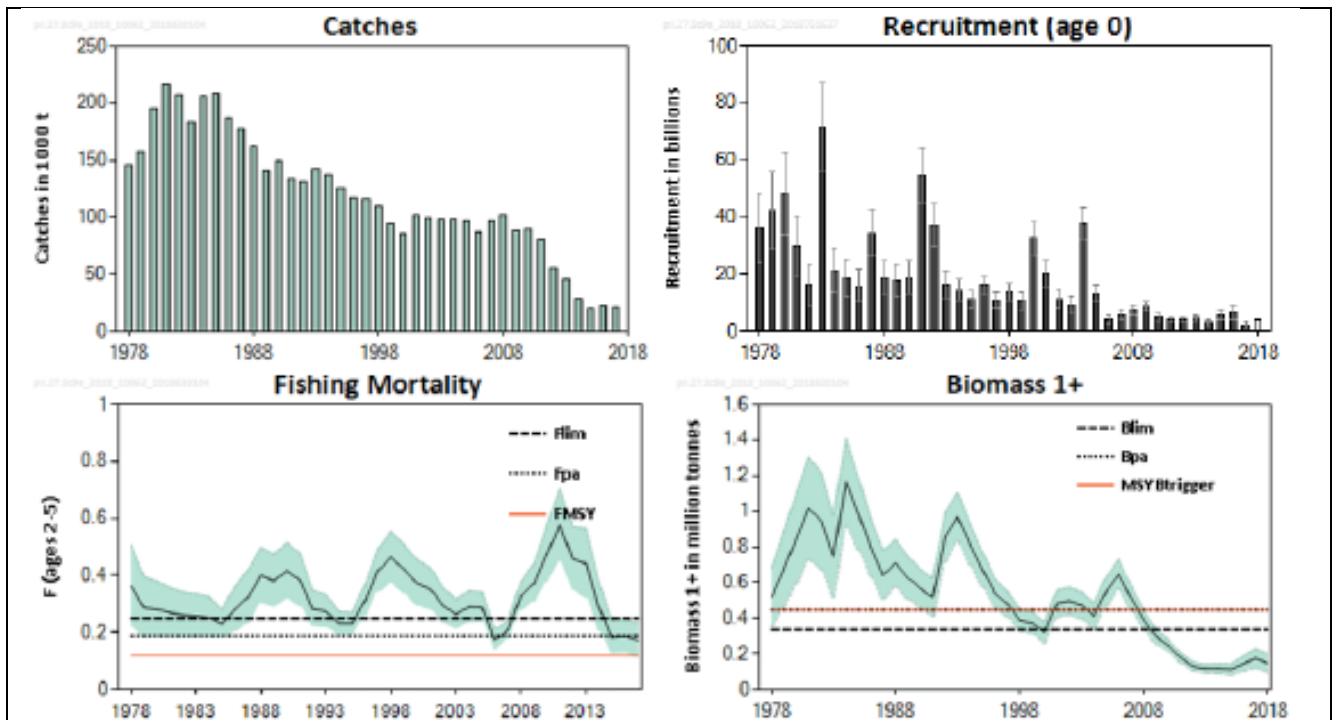 Catches
250
200
150
100
50
0
Catches in 1000 t
1978 1988 1998 2008 2018
Recruitment (age 0)
100
80
60
40
20
0
Recruitment in billions
1978 1988 1998 2008 2018
Fishing Mortality
1
0.8
0.6
0.4
0.2
0
F (ages 2-5)
Flim
Fpa
FMSY
1978 1983 1988 1993 1998 2003 2008 2013
Biomass 1+
1.6
1.4
1.2
1
0.8
0.6
0.4
0.2
0
Biomass 1+ in million tonnes
Blim
Bpa
MSY Btrigger
1978 1988 1998 2008 2018